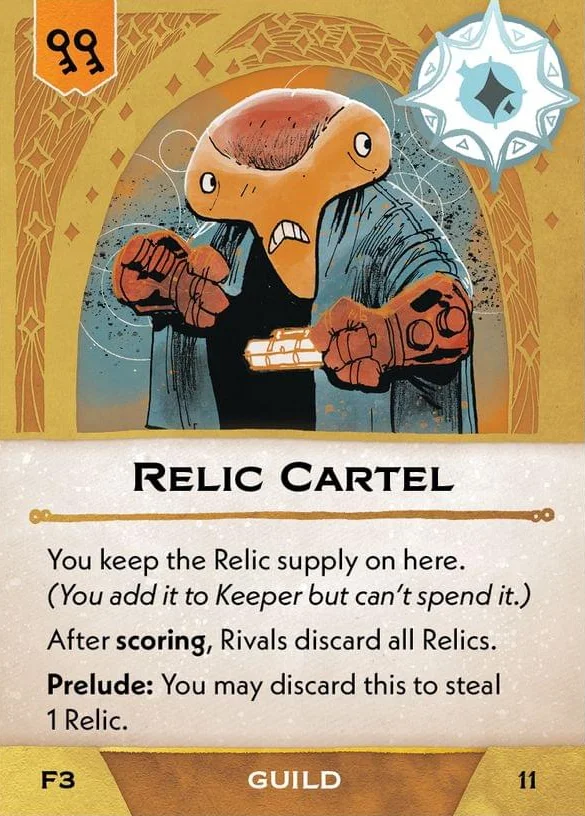 RELIC CARTEL
You keep the Relic supply on here.
(You add it to Keeper but can't spend it.)
After scoring, Rivals discard all Relics.
Prelude: You may discard this to steal
1 Relic.
F3 GUILD 11